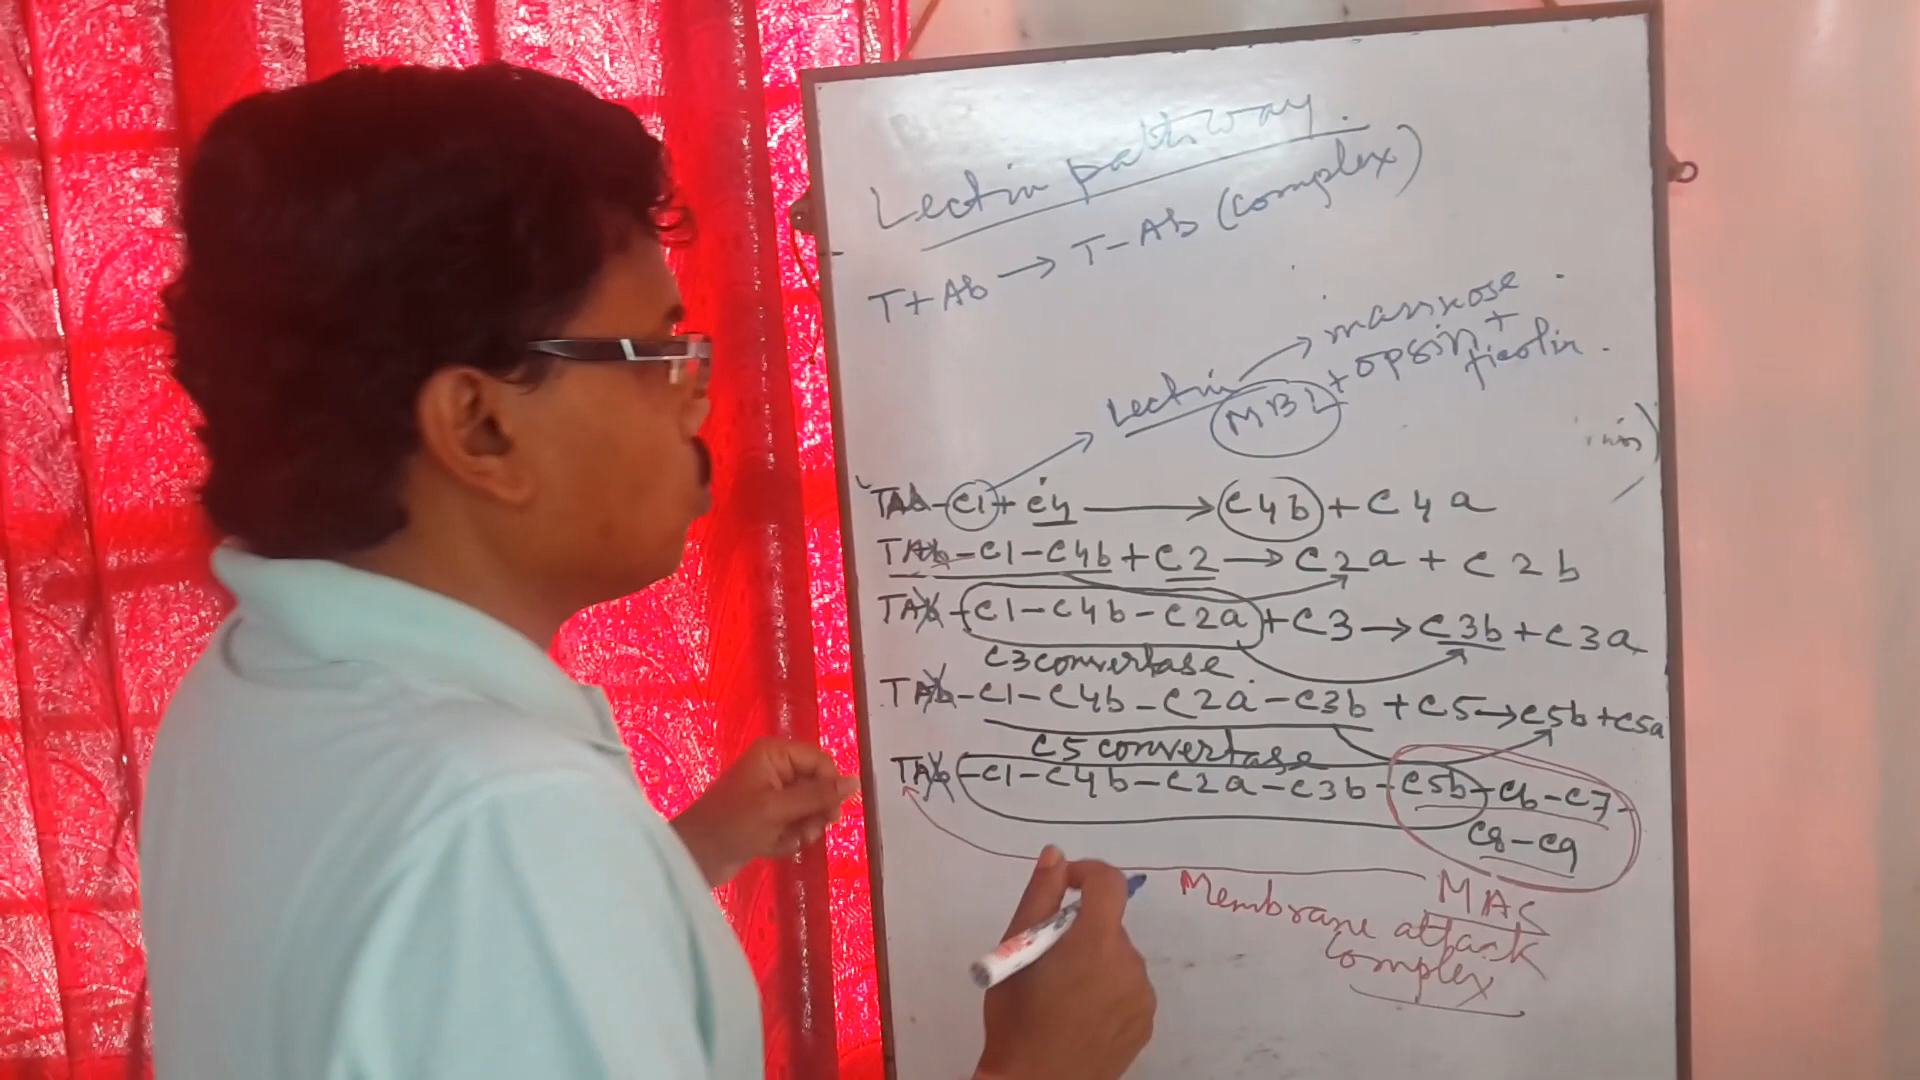 Lectin pathway.
T+Ab → T-Ab (complex)
Lectin → mannose
MBL + opsin + ficolin.
TAb-C1 + C4 → C4b + C4a
TAb-C1-C4b + C2 → C2a + C2b
TAb-C1-C4b-C2a + C3 → C3b + C3a
C3 convertase
TAb-C1-C4b-C2a-C3b + C5 → C5b + C5a
C5 convertase
TAb-C1-C4b-C2a-C3b-C5b-C6-C7-
C8-C9
MAC
Membrane attack
complex